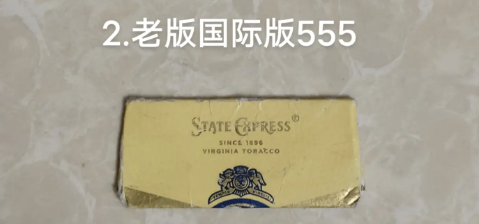 2.老版国际版555
STATE EXPRESS®
SINCE 1896
VIRGINIA TOBACCO